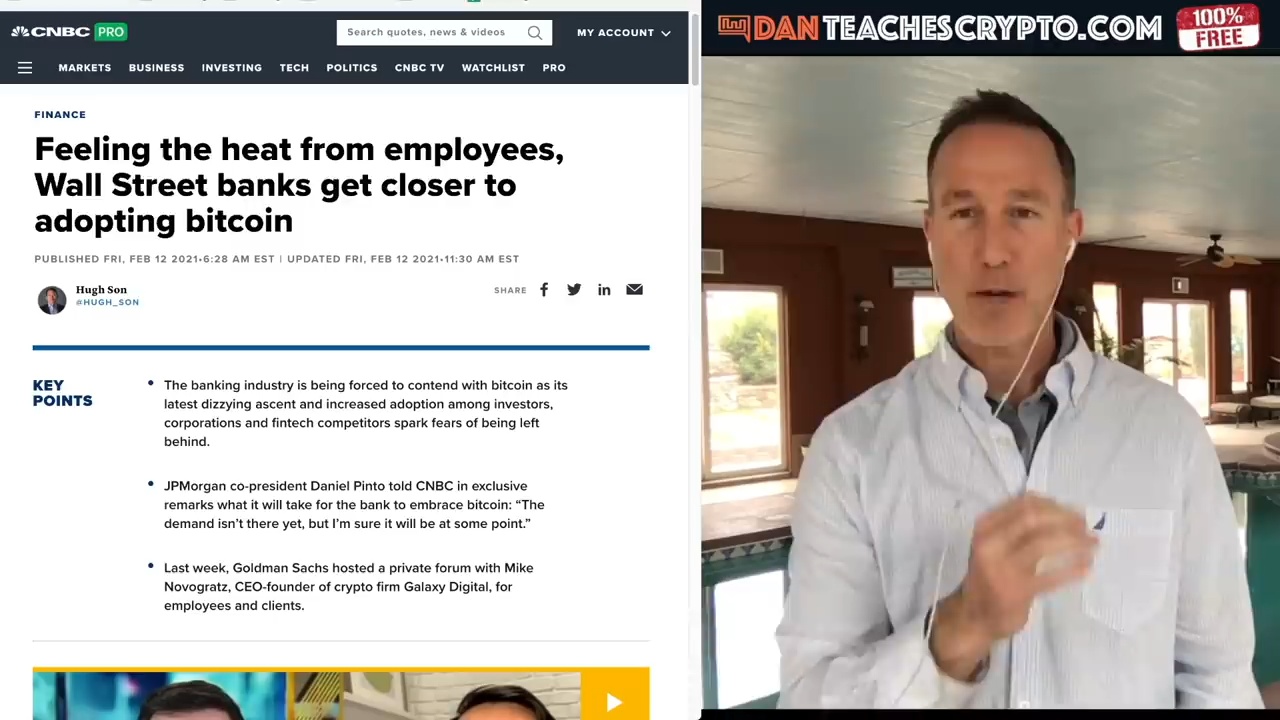 CNBC PRO
Search quotes, news & videos
MY ACCOUNT
MARKETS BUSINESS INVESTING TECH POLITICS CNBC TV WATCHLIST PRO
FINANCE
Feeling the heat from employees,
Wall Street banks get closer to
adopting bitcoin
PUBLISHED FRI, FEB 12 2021•6:28 AM EST | UPDATED FRI, FEB 12 2021•11:30 AM EST
Hugh Son
@HUGH_SON
SHARE
KEY
POINTS
• The banking industry is being forced to contend with bitcoin as its
latest dizzying ascent and increased adoption among investors,
corporations and fintech competitors spark fears of being left
behind.
• JPMorgan co-president Daniel Pinto told CNBC in exclusive
remarks what it will take for the bank to embrace bitcoin: “The
demand isn’t there yet, but I’m sure it will be at some point.”
• Last week, Goldman Sachs hosted a private forum with Mike
Novogratz, CEO-founder of crypto firm Galaxy Digital, for
employees and clients.
DANTEACHESCRYPTO.COM
100%
FREE